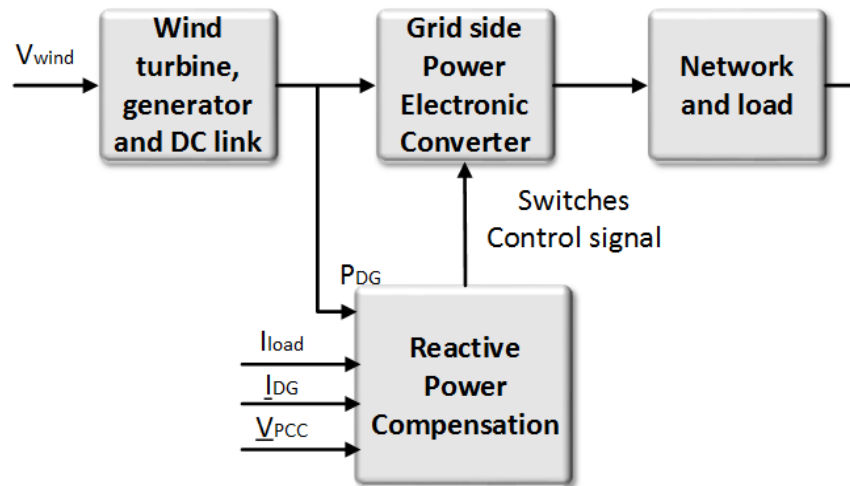 Vwind
Wind
turbine,
generator
and DC link
Grid side
Power
Electronic
Converter
Network
and load
Switches
Control signal
PDG
Iload
IDG
VPCC
Reactive
Power
Compensation